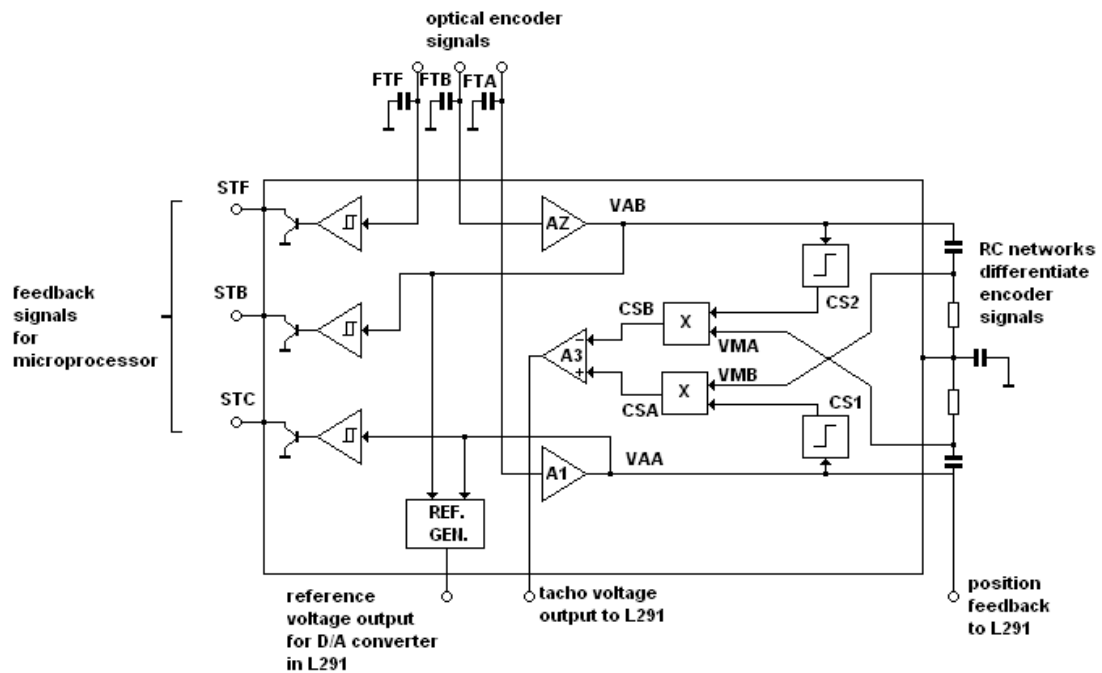 optical encoder
signals
FTF
FTB
FTA
STF
STB
STC
feedback
signals
for
microprocessor
AZ
VAB
CS2
CSB
X
VMA
A3
−
+
VMB
X
CSA
CS1
A1
VAA
REF.
GEN.
RC networks
differentiate
encoder
signals
reference
voltage output
for D/A converter
in L291
tacho voltage
output to L291
position
feedback
to L291